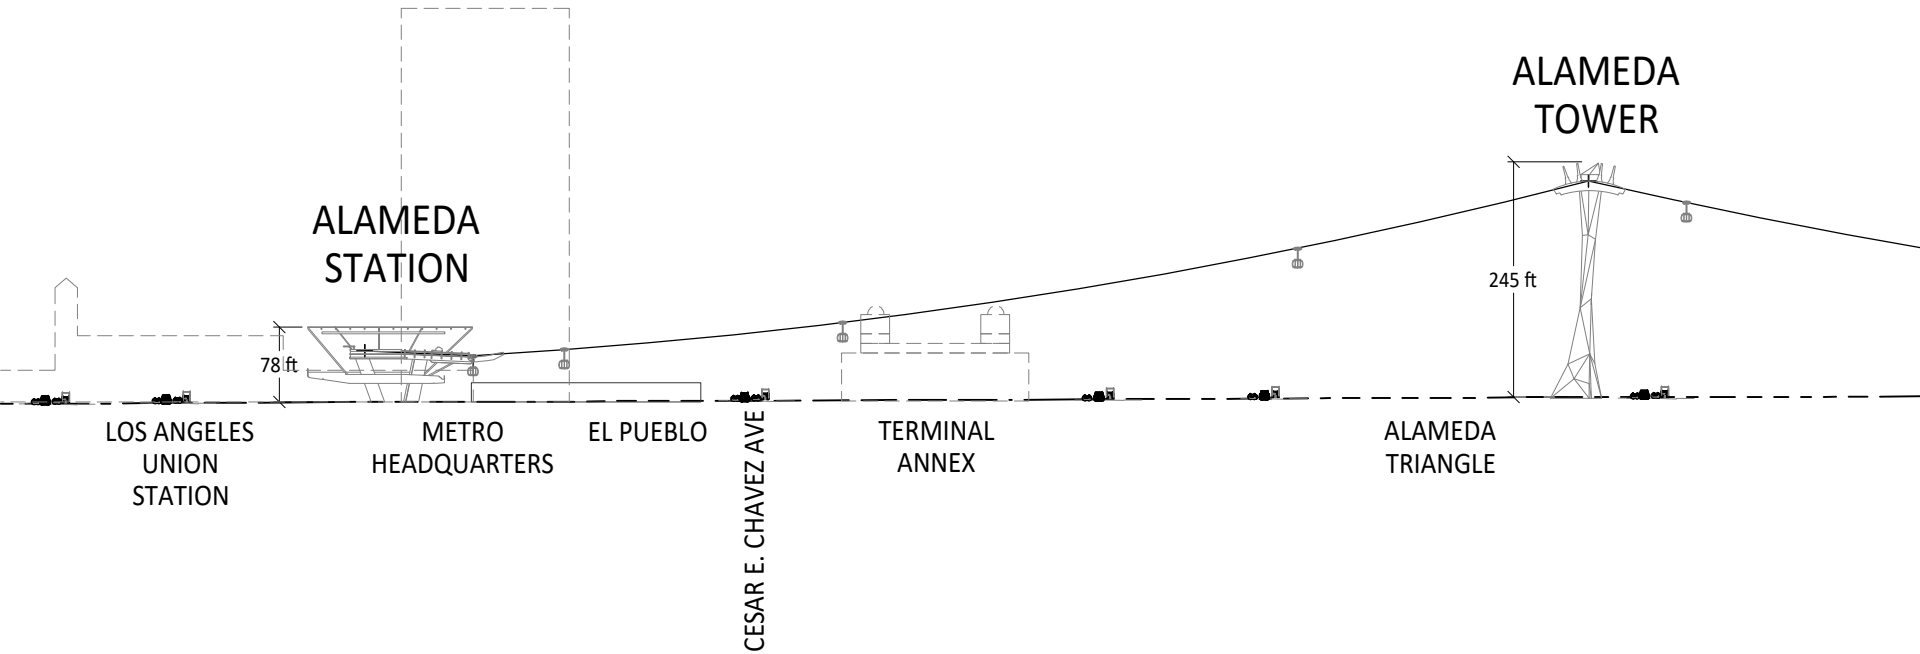 ALAMEDA
TOWER
ALAMEDA
STATION
245 ft
78 ft
LOS ANGELES
UNION
STATION
METRO
HEADQUARTERS
EL PUEBLO
CESAR E. CHAVEZ AVE
TERMINAL
ANNEX
ALAMEDA
TRIANGLE